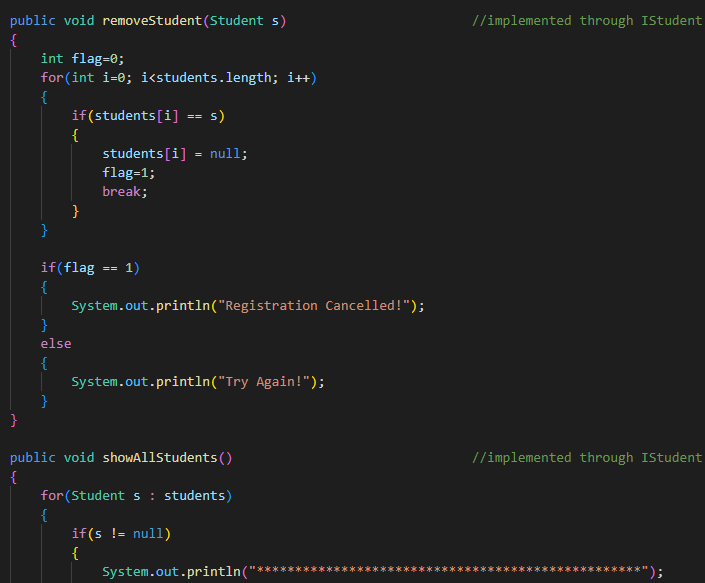 public void removeStudent(Student s) //implemented through IStudent
{
int flag=0;
for(int i=0; i<students.length; i++)
{
if(students[i] == s)
{
students[i] = null;
flag=1;
break;
}
}
if(flag == 1)
{
System.out.println("Registration Cancelled!");
}
else
{
System.out.println("Try Again!");
}
}
public void showAllStudents() //implemented through IStudent
{
for(Student s : students)
{
if(s != null)
{
System.out.println("**************************************************");